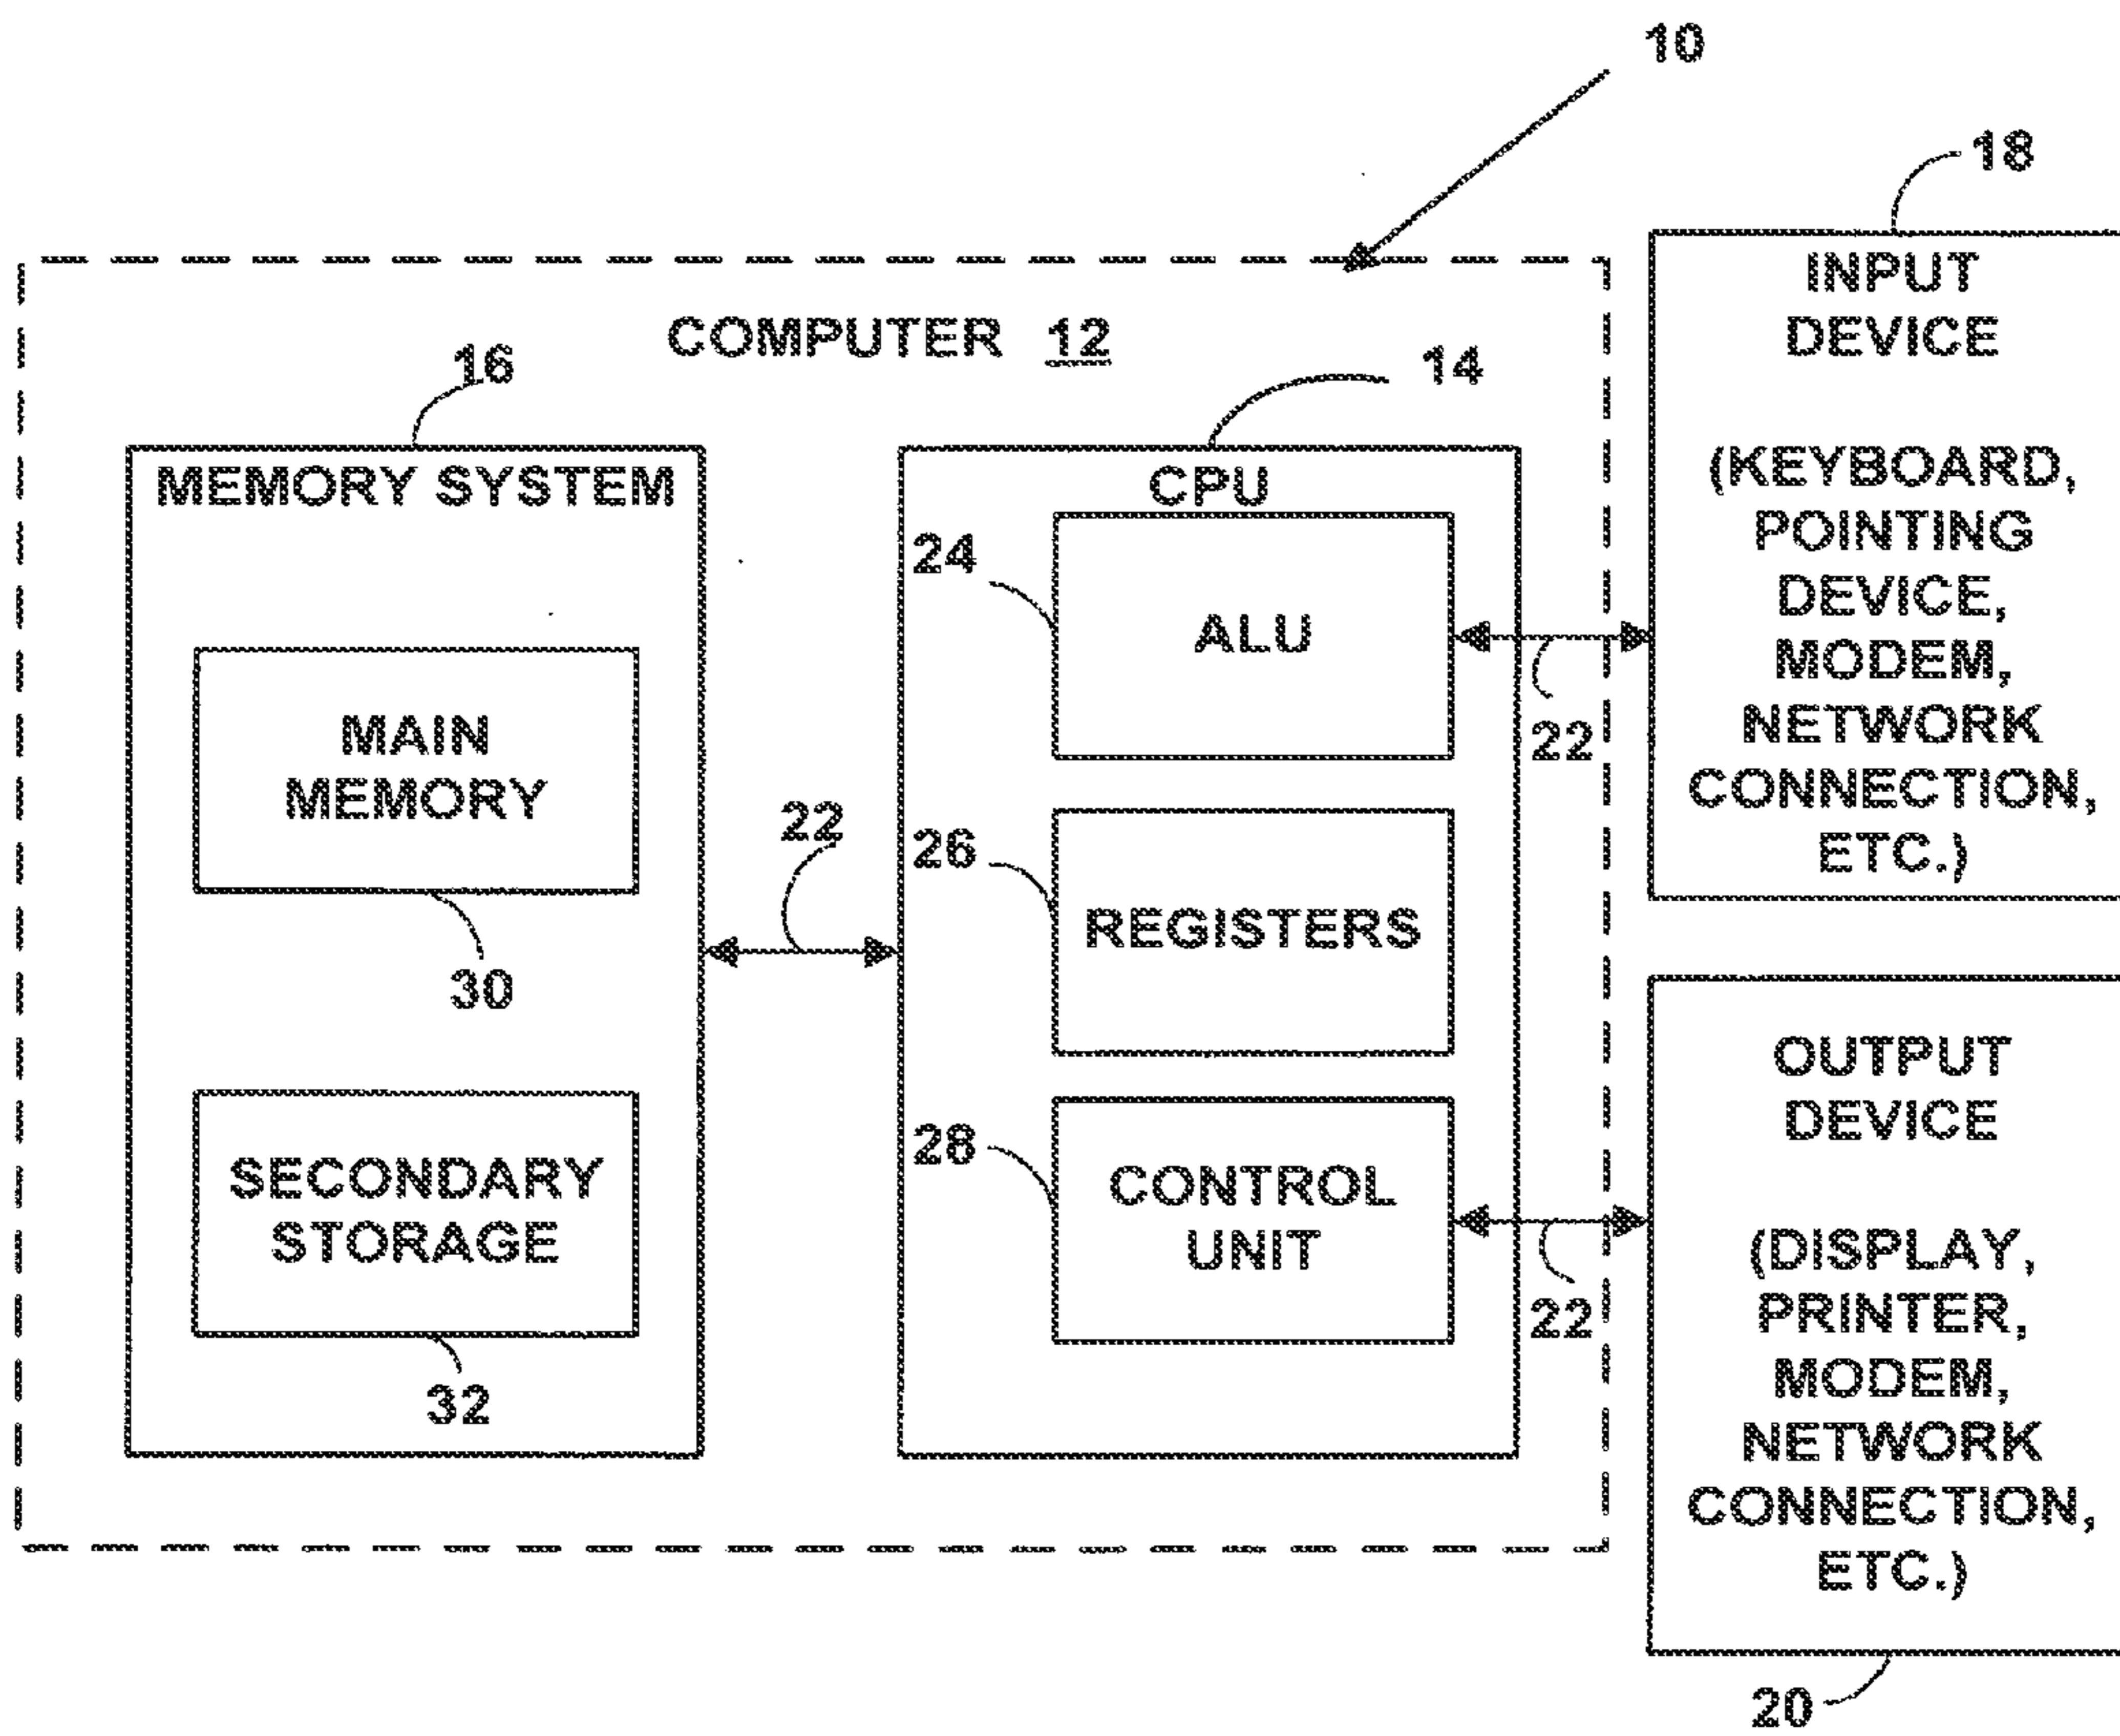 10
18
COMPUTER 12
16
14
MEMORY SYSTEM
MAIN
MEMORY
30
SECONDARY
STORAGE
32
22
CPU
24
ALU
26
REGISTERS
28
CONTROL
UNIT
22
22
INPUT
DEVICE
(KEYBOARD,
POINTING
DEVICE,
MODEM,
NETWORK
CONNECTION,
ETC.)
OUTPUT
DEVICE
(DISPLAY,
PRINTER,
MODEM,
NETWORK
CONNECTION,
ETC.)
20